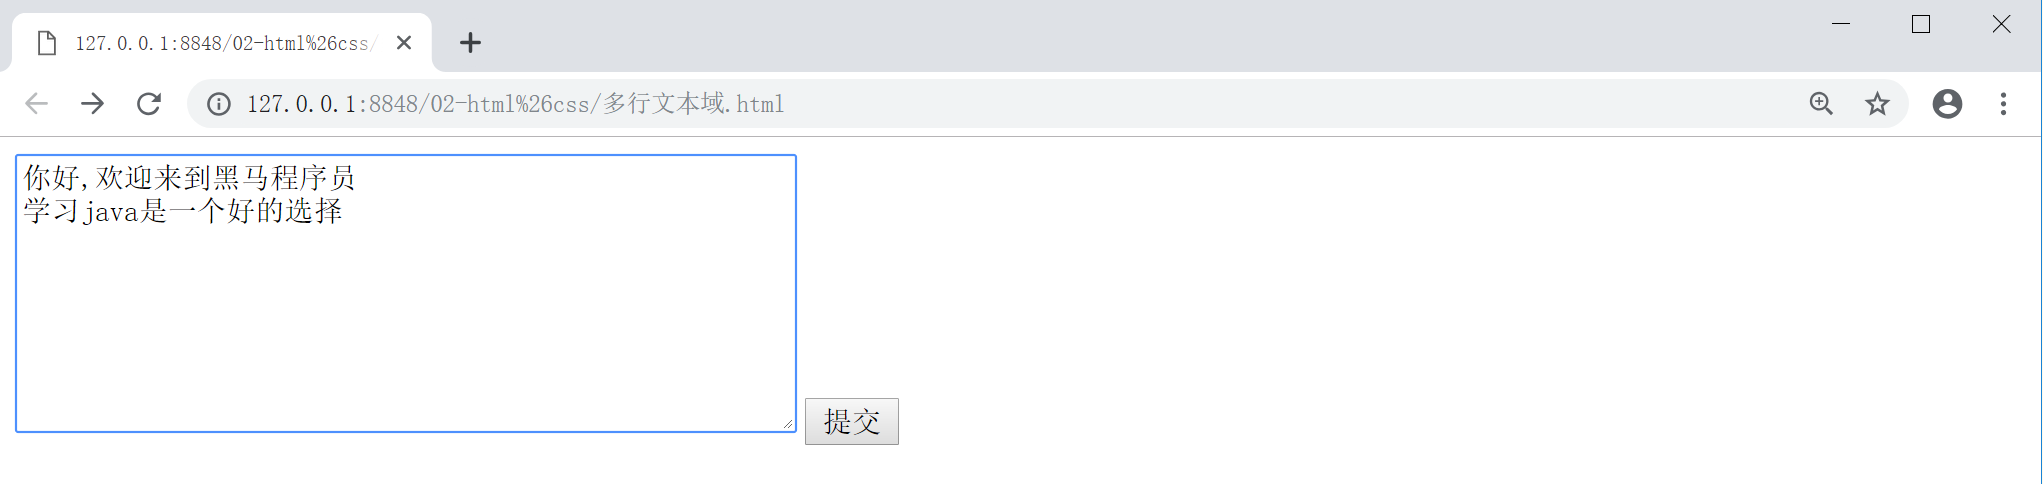 127.0.0.1:8848/02-html%26css/
127.0.0.1:8848/02-html%26css/多行文本域.html
你好,欢迎来到黑马程序员
学习java是一个好的选择
提交